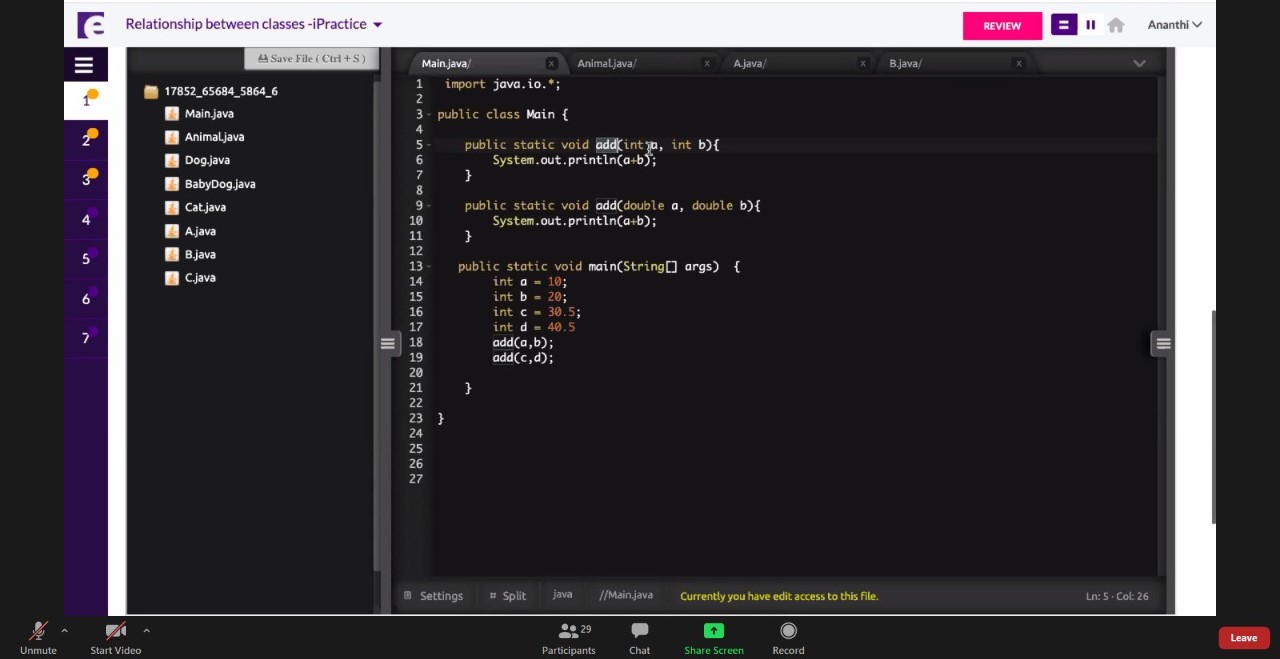 Relationship between classes -iPractice
REVIEW
Ananthi
Save File ( Ctrl + S )
17852_65684_5864_6
Main.java
Animal.java
Dog.java
BabyDog.java
Cat.java
A.java
B.java
C.java
1
2
3
4
5
6
7
Main.java/ x Animal.java/ x A.java/ x B.java/ x
1 import java.io.*;
2
3 public class Main {
4
5 public static void add(int a, int b){
6 System.out.println(a+b);
7 }
8
9 public static void add(double a, double b){
10 System.out.println(a+b);
11 }
12
13 public static void main(String[] args) {
14 int a = 10;
15 int b = 20;
16 int c = 30.5;
17 int d = 40.5
18 add(a,b);
19 add(c,d);
20
21 }
22
23 }
24
25
26
27
Settings Split java //Main.java Currently you have edit access to this file. Ln: 5 · Col: 26
Unmute Start Video Participants 29 Chat Share Screen Record Leave